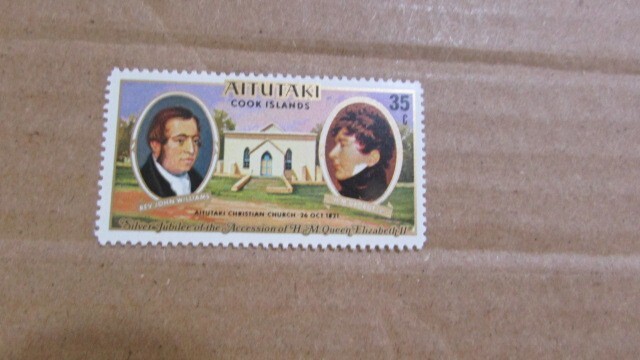 AITUTAKI
COOK ISLANDS
35
c
REV. JOHN WILLIAMS
AITUTAKI CHRISTIAN CHURCH · 26 OCT 1821
Silver Jubilee of the Accession of H.M. Queen Elizabeth II